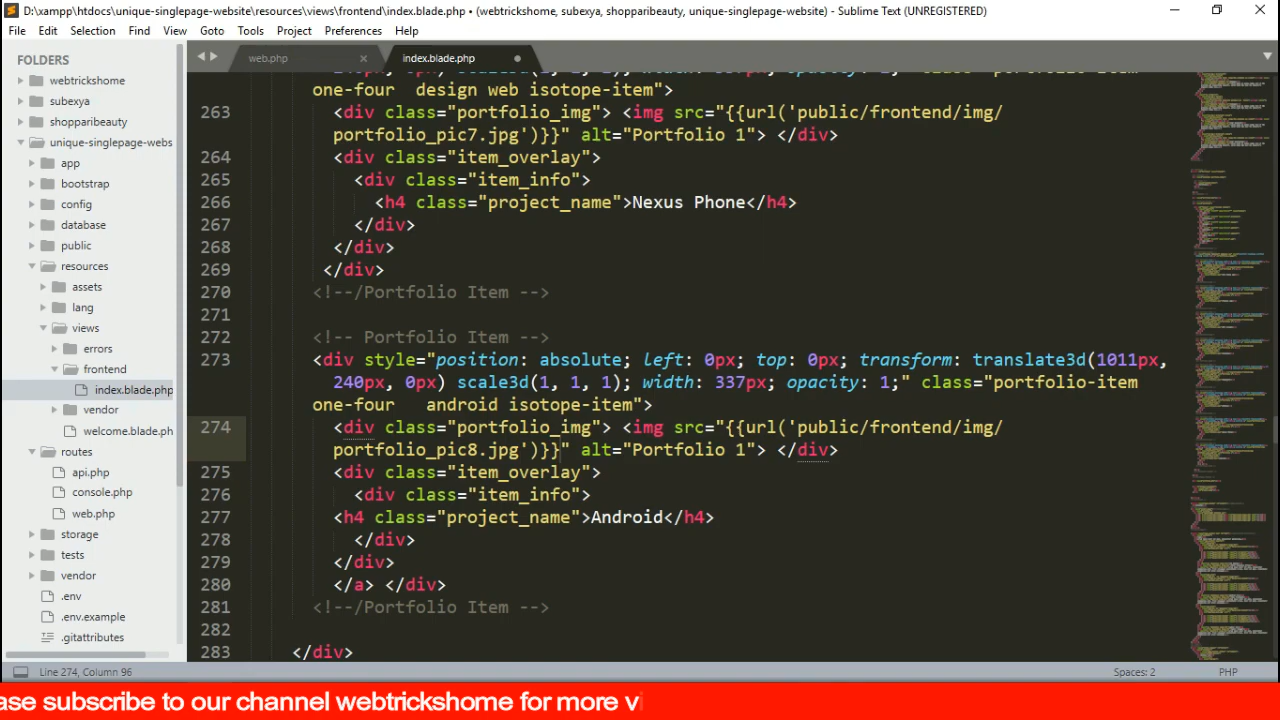 D:\xampp\htdocs\unique-singlepage-website\resources\views\frontend\index.blade.php • (webtrickshome, subexya, shopparibeauty, unique-singlepage-website) - Sublime Text (UNREGISTERED)
File Edit Selection Find View Goto Tools Project Preferences Help
FOLDERS
webtrickshome
subexya
shopparibeauty
unique-singlepage-webs
app
bootstrap
config
database
public
resources
assets
lang
views
errors
frontend
index.blade.php
vendor
welcome.blade.ph
routes
api.php
console.php
web.php
storage
tests
vendor
.env
.env.example
.gitattributes
web.php
index.blade.php
one-four  design web isotope-item">
263 <div class="portfolio_img"> <img src="{{url('public/frontend/img/
portfolio_pic7.jpg')}}" alt="Portfolio 1"> </div>
264 <div class="item_overlay">
265 <div class="item_info">
266 <h4 class="project_name">Nexus Phone</h4>
267 </div>
268 </div>
269 </div>
270 <!--/Portfolio Item -->
271
272 <!-- Portfolio Item -->
273 <div style="position: absolute; left: 0px; top: 0px; transform: translate3d(1011px,
240px, 0px) scale3d(1, 1, 1); width: 337px; opacity: 1;" class="portfolio-item
one-four   android isotope-item">
274 <div class="portfolio_img"> <img src="{{url('public/frontend/img/
portfolio_pic8.jpg')}}" alt="Portfolio 1"> </div>
275 <div class="item_overlay">
276 <div class="item_info">
277 <h4 class="project_name">Android</h4>
278 </div>
279 </div>
280 </a> </div>
281 <!--/Portfolio Item -->
282
283 </div>
Line 274, Column 96
Spaces: 2
PHP
ase subscribe to our channel webtrickshome for more v